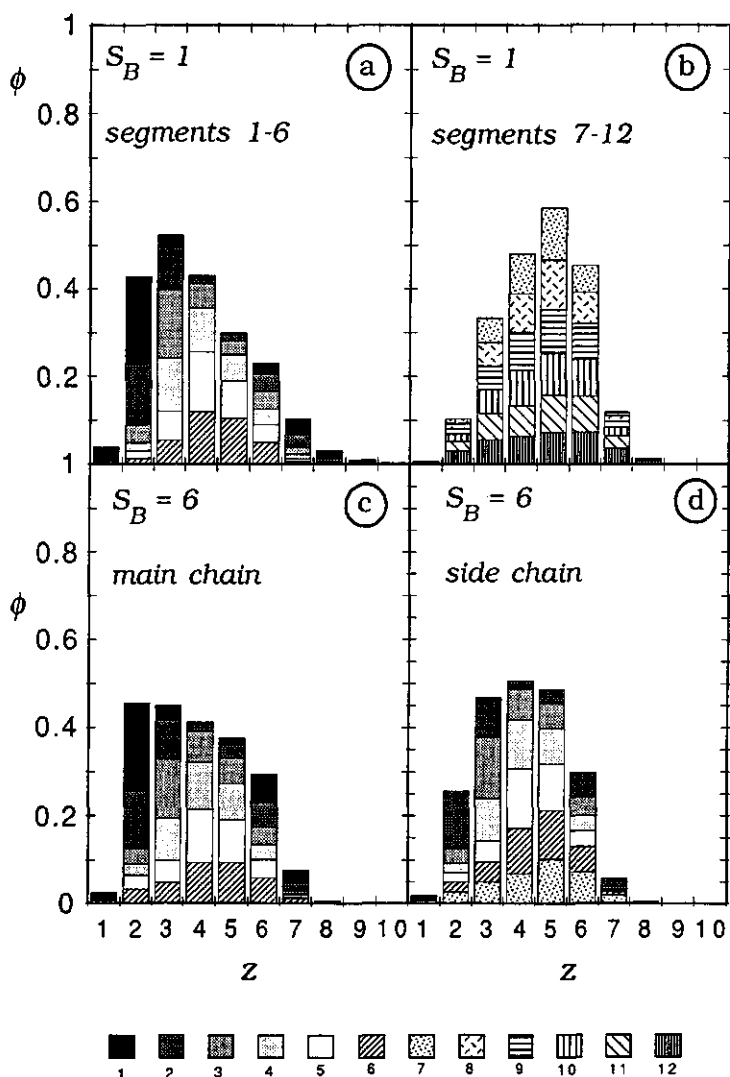 1
S_B = 1
a
S_B = 1
b
ϕ
0.8
segments 1-6
segments 7-12
0.6
0.4
0.2
1
S_B = 6
c
S_B = 6
d
0.8
main chain
side chain
ϕ
0.6
0.4
0.2
0
1 2 3 4 5 6 7 8 9 10
1 2 3 4 5 6 7 8 9 10
z
z
1 2 3 4 5 6 7 8 9 10 11 12